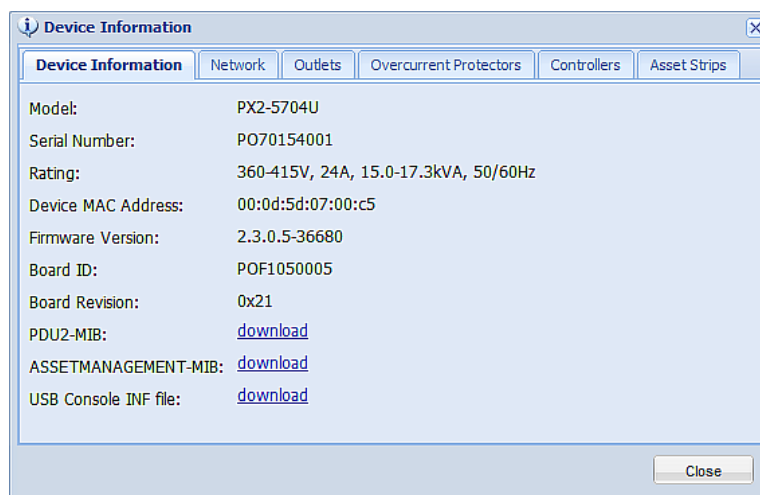 Device Information
Device Information Network Outlets Overcurrent Protectors Controllers Asset Strips
Model: PX2-5704U
Serial Number: PO70154001
Rating: 360-415V, 24A, 15.0-17.3kVA, 50/60Hz
Device MAC Address: 00:0d:5d:07:00:c5
Firmware Version: 2.3.0.5-36680
Board ID: POF1050005
Board Revision: 0x21
PDU2-MIB: download
ASSETMANAGEMENT-MIB: download
USB Console INF file: download
Close